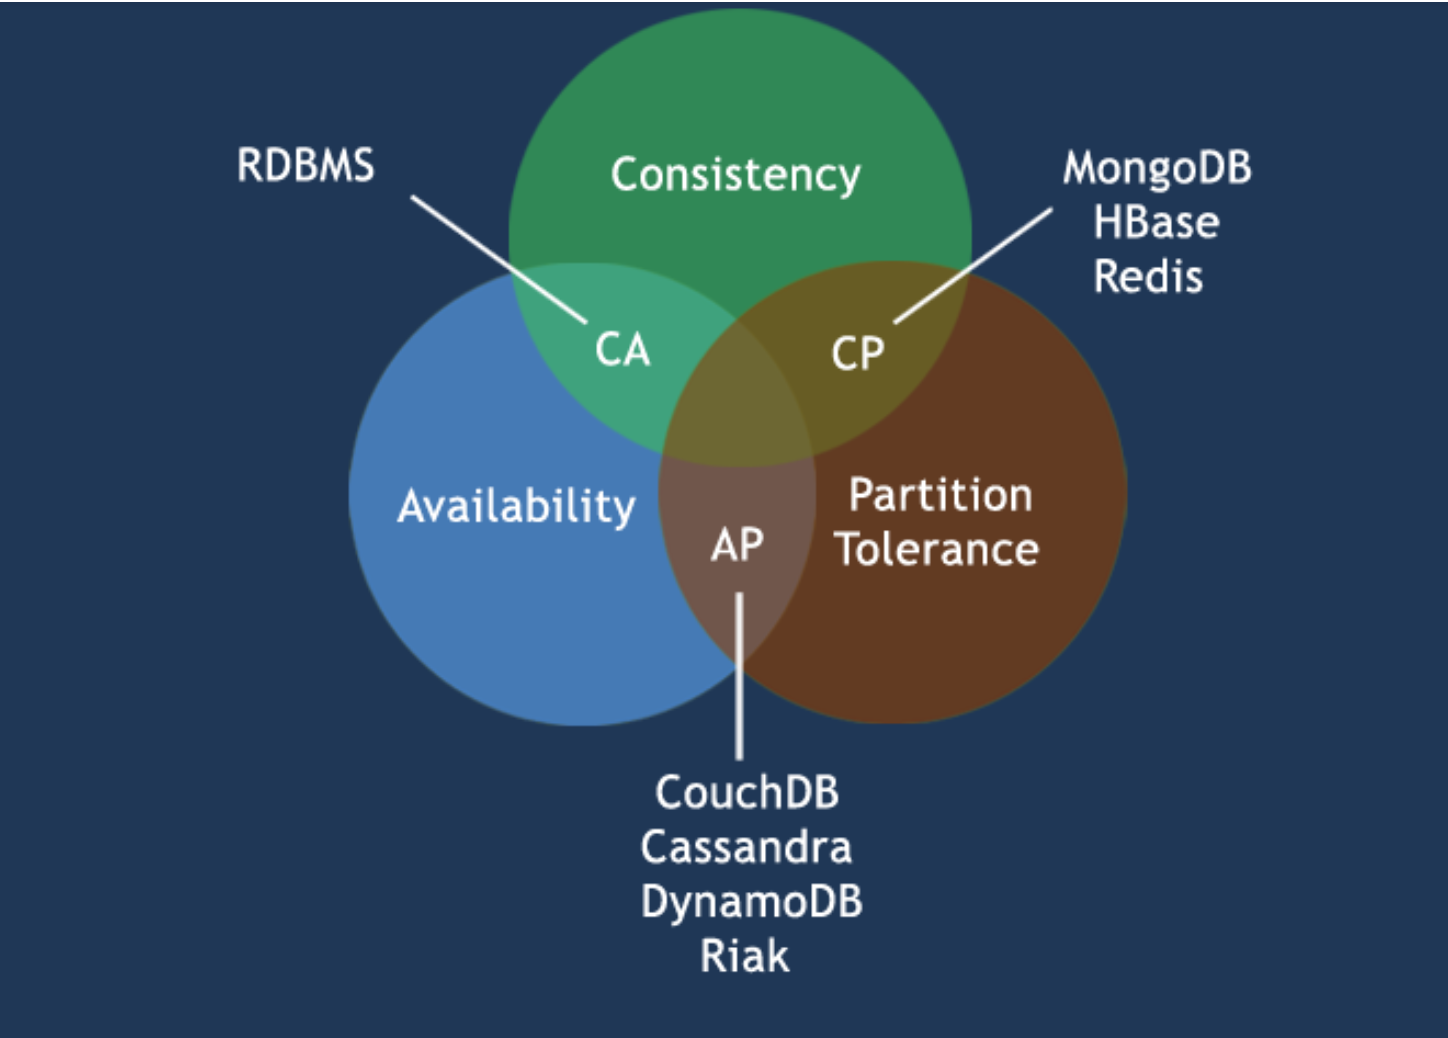 RDBMS
Consistency
MongoDB
HBase
Redis
CA
CP
Availability
Partition
Tolerance
AP
CouchDB
Cassandra
DynamoDB
Riak